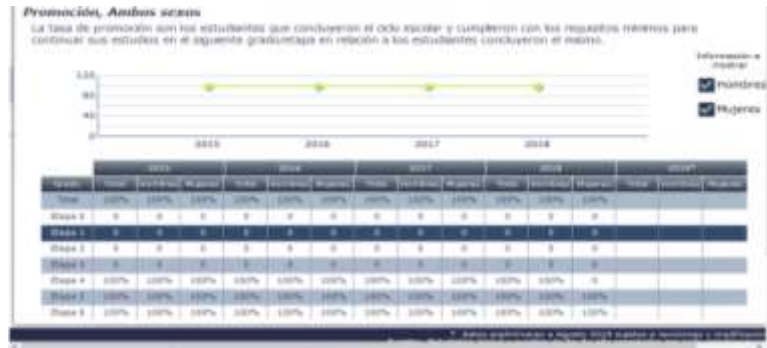 Promoción, Ambos sexos
La tasa de promoción son los estudiantes que concluyeron el ciclo escolar y cumplieron con los requisitos mínimos para
continuar sus estudios en el siguiente grado/etapa en relación a los estudiantes concluyeron el mismo.
Información a
mostrar
120
80
40
0
Hombres
Mujeres
2015 2016 2017 2018
2015 2016 2017 2018 2019*
Total Hombres Mujeres Total Hombres Mujeres Total Hombres Mujeres Total Hombres Mujeres Total Hombres Mujeres
Total 100% 100% 100% 100% 100% 100% 100% 100% 100% 100% 100% 100%
Etapa 0 0 0 0 0 0 0 0 0 0 0 0 0
Etapa 1 0 0 0 0 0 0 0 0 0 0 0 0
Etapa 0 0 0 0 0 0 0 0 0 0 0 0
Etapa 0 0 0 0 0 0 0 0 0 0 0 0
Etapa 4 100% 100% 100% 100% 100% 100% 100% 100% 100% 100% 100% 0
Etapa 100% 100% 100% 100% 100% 100% 100% 100% 100% 100% 100% 100%
Etapa 100% 100% 100% 100% 100% 100% 100% 100% 100% 100% 100% 100%